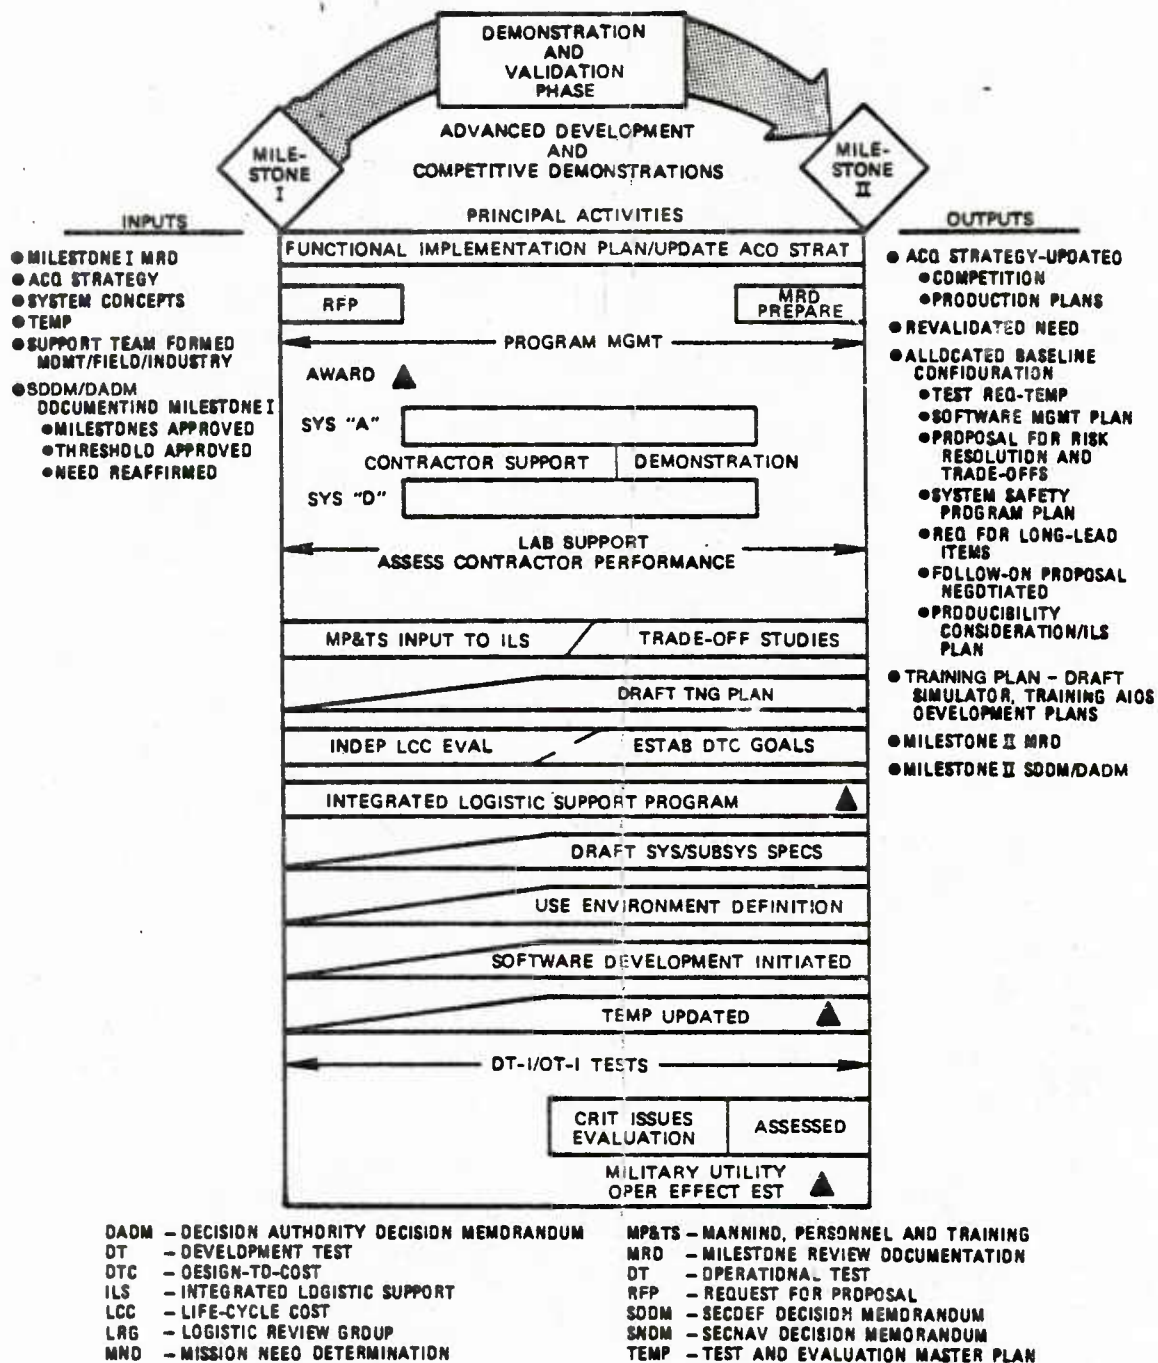 DEMONSTRATION
AND
VALIDATION
PHASE
ADVANCED DEVELOPMENT
AND
COMPETITIVE DEMONSTRATIONS
MILE-
STONE
I
MILE-
STONE
II
INPUTS
● MILESTONE I MRD
● ACQ STRATEGY
● SYSTEM CONCEPTS
● TEMP
● SUPPORT TEAM FORMED
MGMT/FIELD/INDUSTRY
● SDDM/DADM
DOCUMENTIND MILESTONE I
● MILESTONES APPROVED
● THRESHOLD APPROVED
● NEED REAFFIRMED
PRINCIPAL ACTIVITIES
FUNCTIONAL IMPLEMENTATION PLAN/UPDATE ACO STRAT
RFP
MRD
PREPARE
PROGRAM MGMT
AWARD
SYS "A"
CONTRACTOR SUPPORT
DEMONSTRATION
SYS "D"
LAB SUPPORT
ASSESS CONTRACTOR PERFORMANCE
MP&TS INPUT TO ILS
TRADE-OFF STUDIES
DRAFT TNG PLAN
INDEP LCC EVAL
ESTAB DTC GOALS
INTEGRATED LOGISTIC SUPPORT PROGRAM
DRAFT SYS/SUBSYS SPECS
USE ENVIRONMENT DEFINITION
SOFTWARE DEVELOPMENT INITIATED
TEMP UPDATED
DT-I/OT-I TESTS
CRIT ISSUES
EVALUATION
ASSESSED
MILITARY UTILITY
OPER EFFECT EST
OUTPUTS
● ACQ STRATEGY-UPDATEO
● COMPETITION
● PRODUCTION PLANS
● REVALIDATED NEED
● ALLOCATED BASELINE
CONFIDURATION
● TEST REQ-TEMP
● SOFTWARE MGMT PLAN
● PROPOSAL FOR RISK
RESOLUTION AND
TRADE-OFFS
● SYSTEM SAFETY
PROGRAM PLAN
● REQ FOR LONG-LEAD
ITEMS
● FOLLOW-ON PROPOSAL
NEGOTIATED
● PRODUCIBILITY
CONSIDERATION/ILS
PLAN
● TRAINING PLAN - DRAFT
SIMULATOR, TRAINING AIOS
OEVELOPMENT PLANS
● MILESTONE II MRD
● MILESTONE II SDDM/DADM
DADM - DECISION AUTHORITY DECISION MEMORANDUM
DT - DEVELOPMENT TEST
DTC - OESIGN-TO-COST
ILS - INTEGRATED LOGISTIC SUPPORT
LCC - LIFE-CYCLE COST
LRG - LOGISTIC REVIEW GROUP
MND - MISSION NEEO DETERMINATION
MP&TS - MANNIND, PERSONNEL AND TRAINING
MRD - MILESTONE REVIEW DOCUMENTATION
OT - OPERATIONAL TEST
RFP - REQUEST FOR PROPOSAL
SDDM - SECDEF DECISION MEMORANDUM
SNDM - SECNAV DECISION MEMORANDUM
TEMP - TEST AND EVALUATION MASTER PLAN